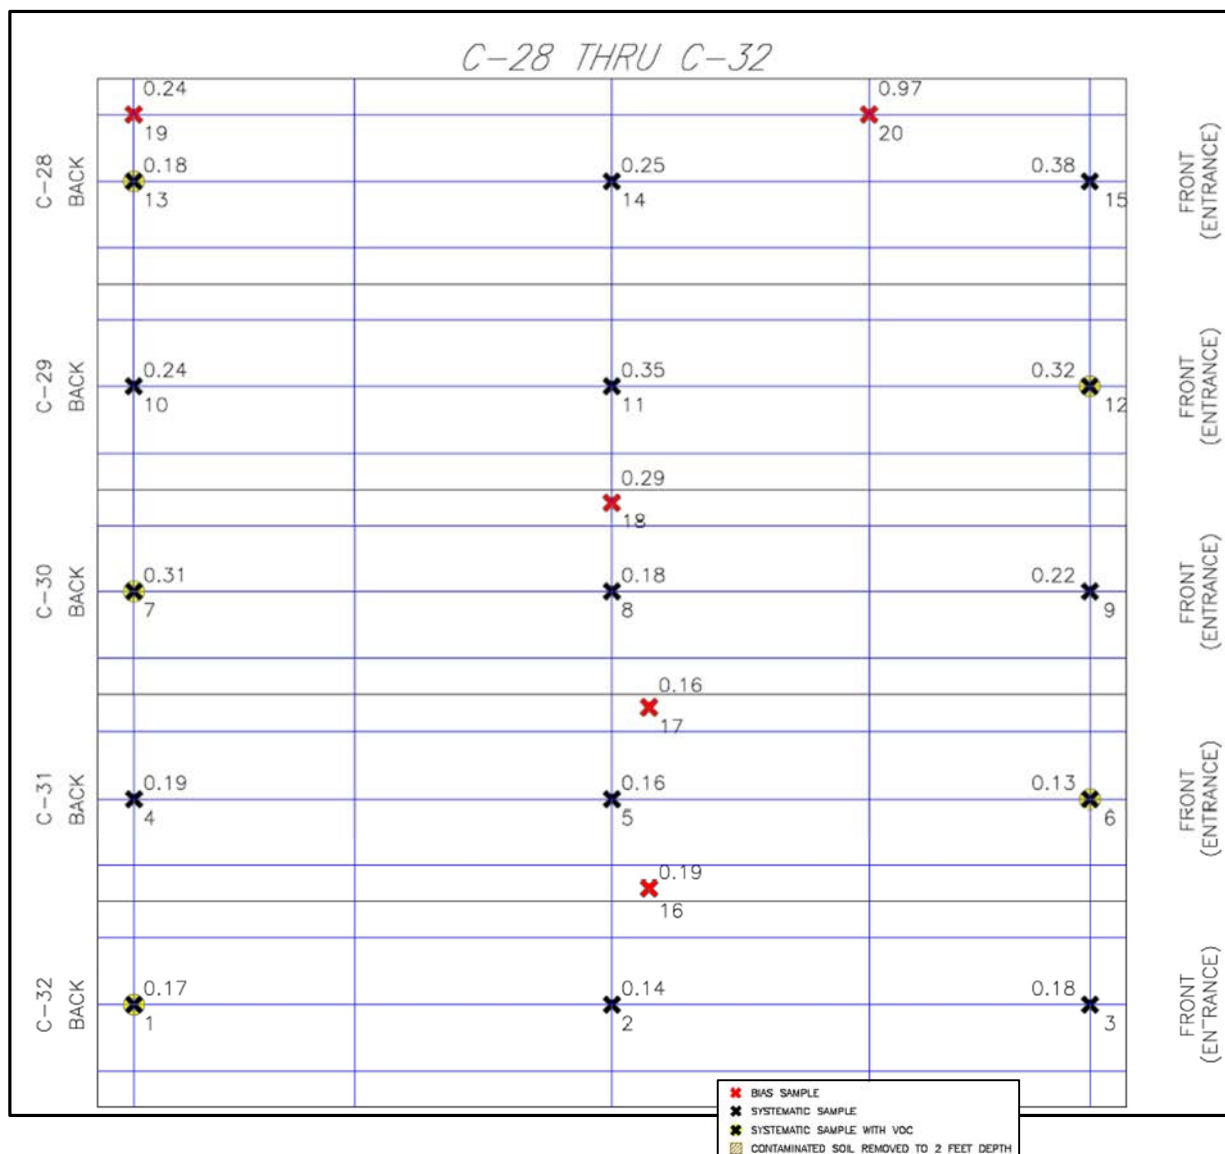 C-28 THRU C-32
0.24
0.97
19
20
C-28
BACK
0.18
0.25
0.38
13
14
15
FRONT
(ENTRANCE)
C-29
BACK
0.24
0.35
0.32
10
11
12
FRONT
(ENTRANCE)
0.29
18
C-30
BACK
0.31
0.18
0.22
7
8
9
FRONT
(ENTRANCE)
0.16
17
C-31
BACK
0.19
0.16
0.13
4
5
6
FRONT
(ENTRANCE)
0.19
16
C-32
BACK
0.17
0.14
0.18
1
2
3
FRONT
(ENTRANCE)
BIAS SAMPLE
SYSTEMATIC SAMPLE
SYSTEMATIC SAMPLE WITH VOC
CONTAMINATED SOIL REMOVED TO 2 FEET DEPTH